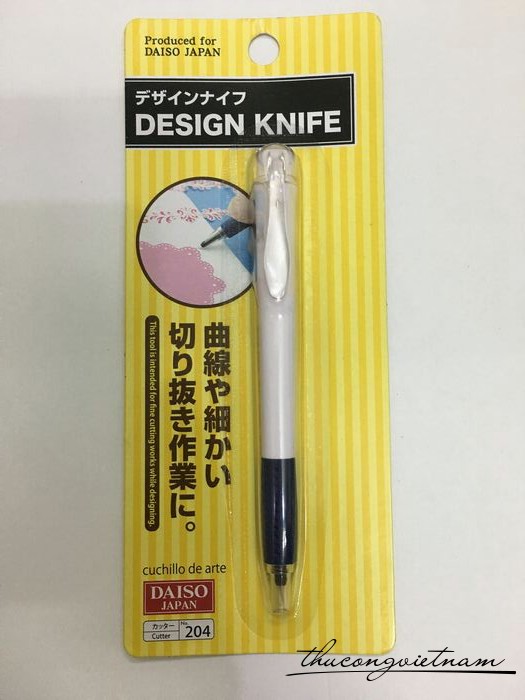 Produced for
DAISO JAPAN
デザインナイフ
DESIGN KNIFE
曲線や細かい
切り抜き作業に。
This tool is intended for fine cutting works while designing.
cuchillo de arte
DAISO
JAPAN
カッター
Cutter
No.
204
thucongvietnam